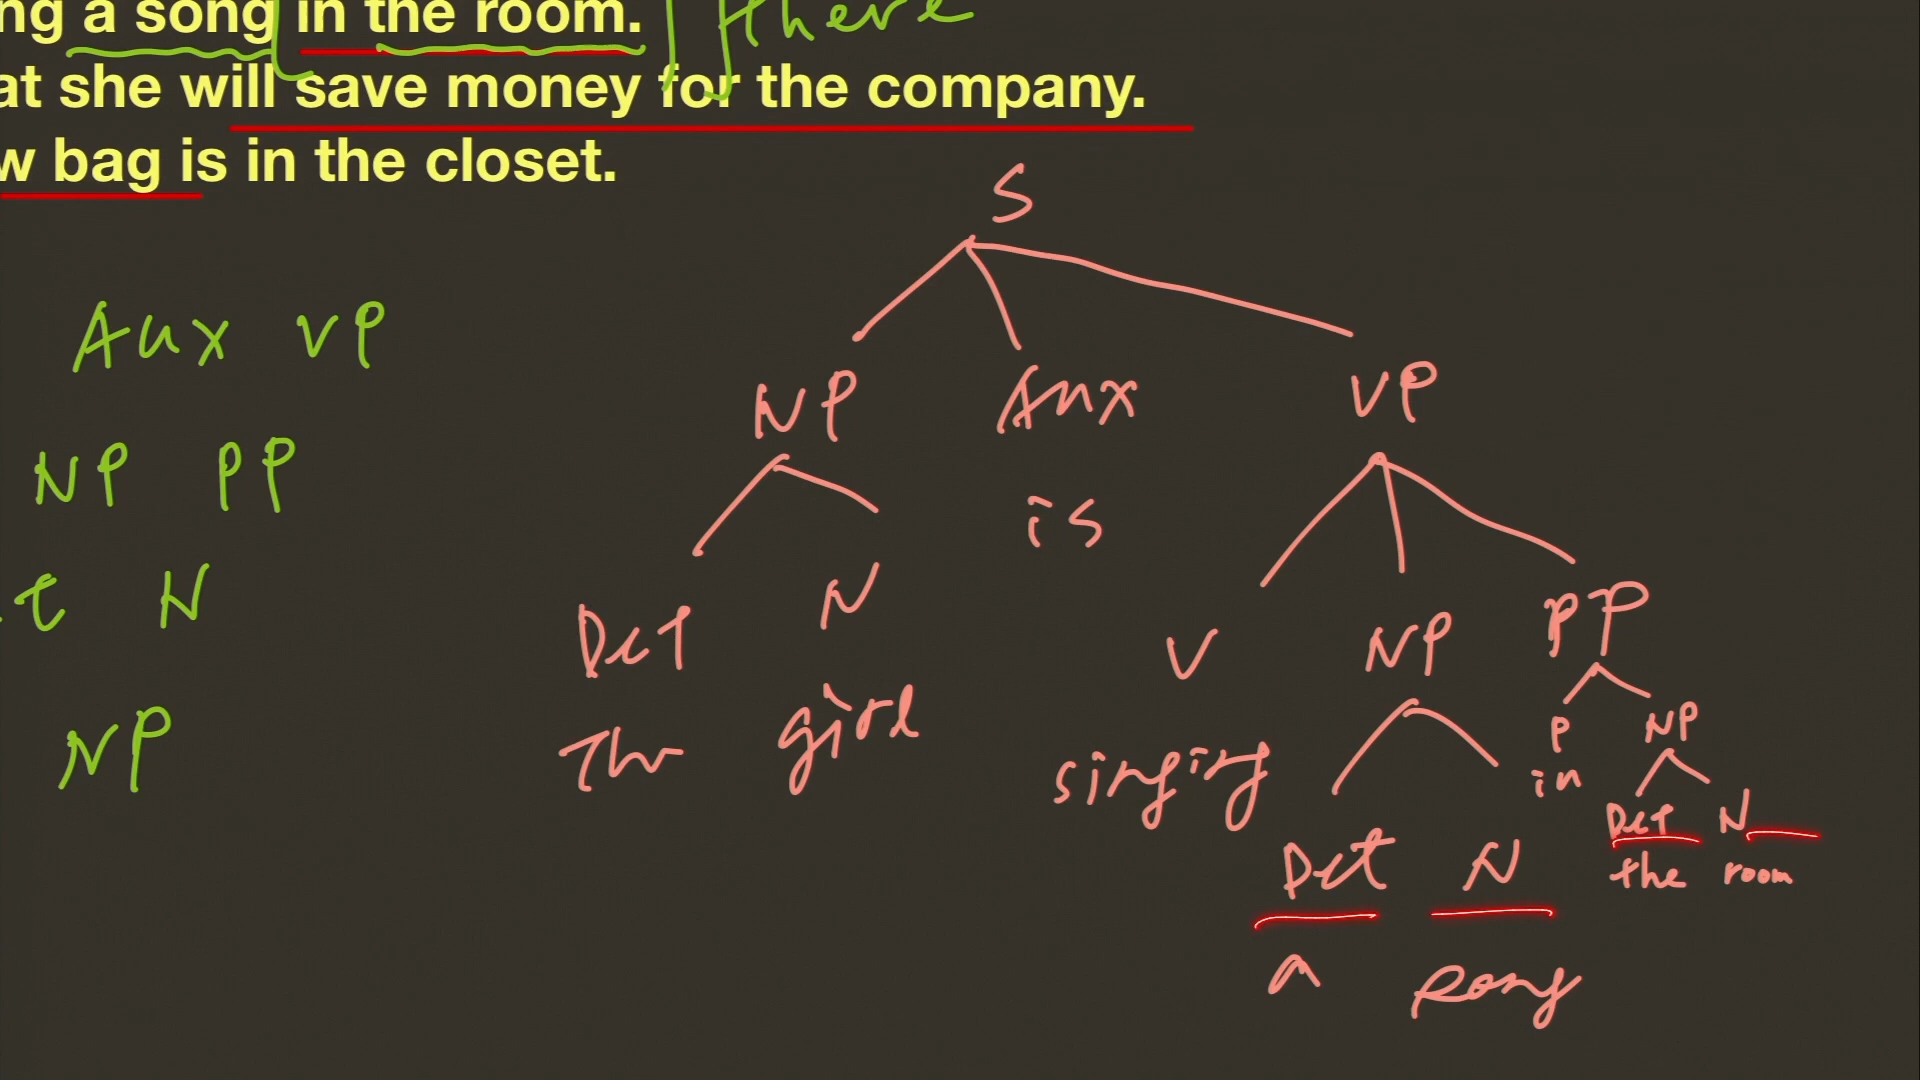 ng a song in the room. there
at she will save money for the company.
w bag is in the closet.
S
Aux VP
NP Aux VP
NP PP
is
t N
Det N
V NP PP
P NP
NP
The girl
singing
in
Det N
Det N
the room
a song